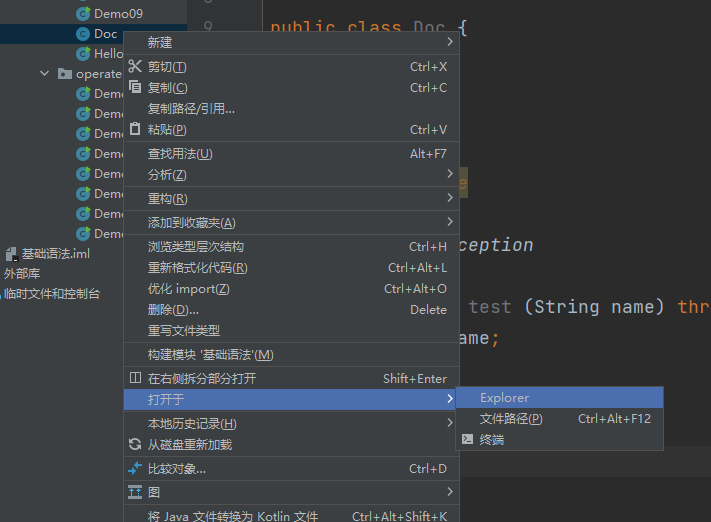 Demo09
Doc
Hello
operate
Demo
Demo
Demo
Demo
Demo
Demo
Demo
Demo
基础语法.iml
外部库
临时文件和控制台
9
public class Doc {
e
ception
test (String name) thr
ame;
新建
剪切(T) Ctrl+X
复制(C) Ctrl+C
复制路径/引用...
粘贴(P) Ctrl+V
查找用法(U) Alt+F7
分析(Z)
重构(R)
添加到收藏夹(A)
浏览类型层次结构 Ctrl+H
重新格式化代码(R) Ctrl+Alt+L
优化 import(Z) Ctrl+Alt+O
删除(D)... Delete
重写文件类型
构建模块 '基础语法'(M)
在右侧拆分部分打开 Shift+Enter
打开于
本地历史记录(H)
从磁盘重新加载
比较对象... Ctrl+D
图
将 Java 文件转换为 Kotlin 文件 Ctrl+Alt+Shift+K
Explorer
文件路径(P) Ctrl+Alt+F12
终端